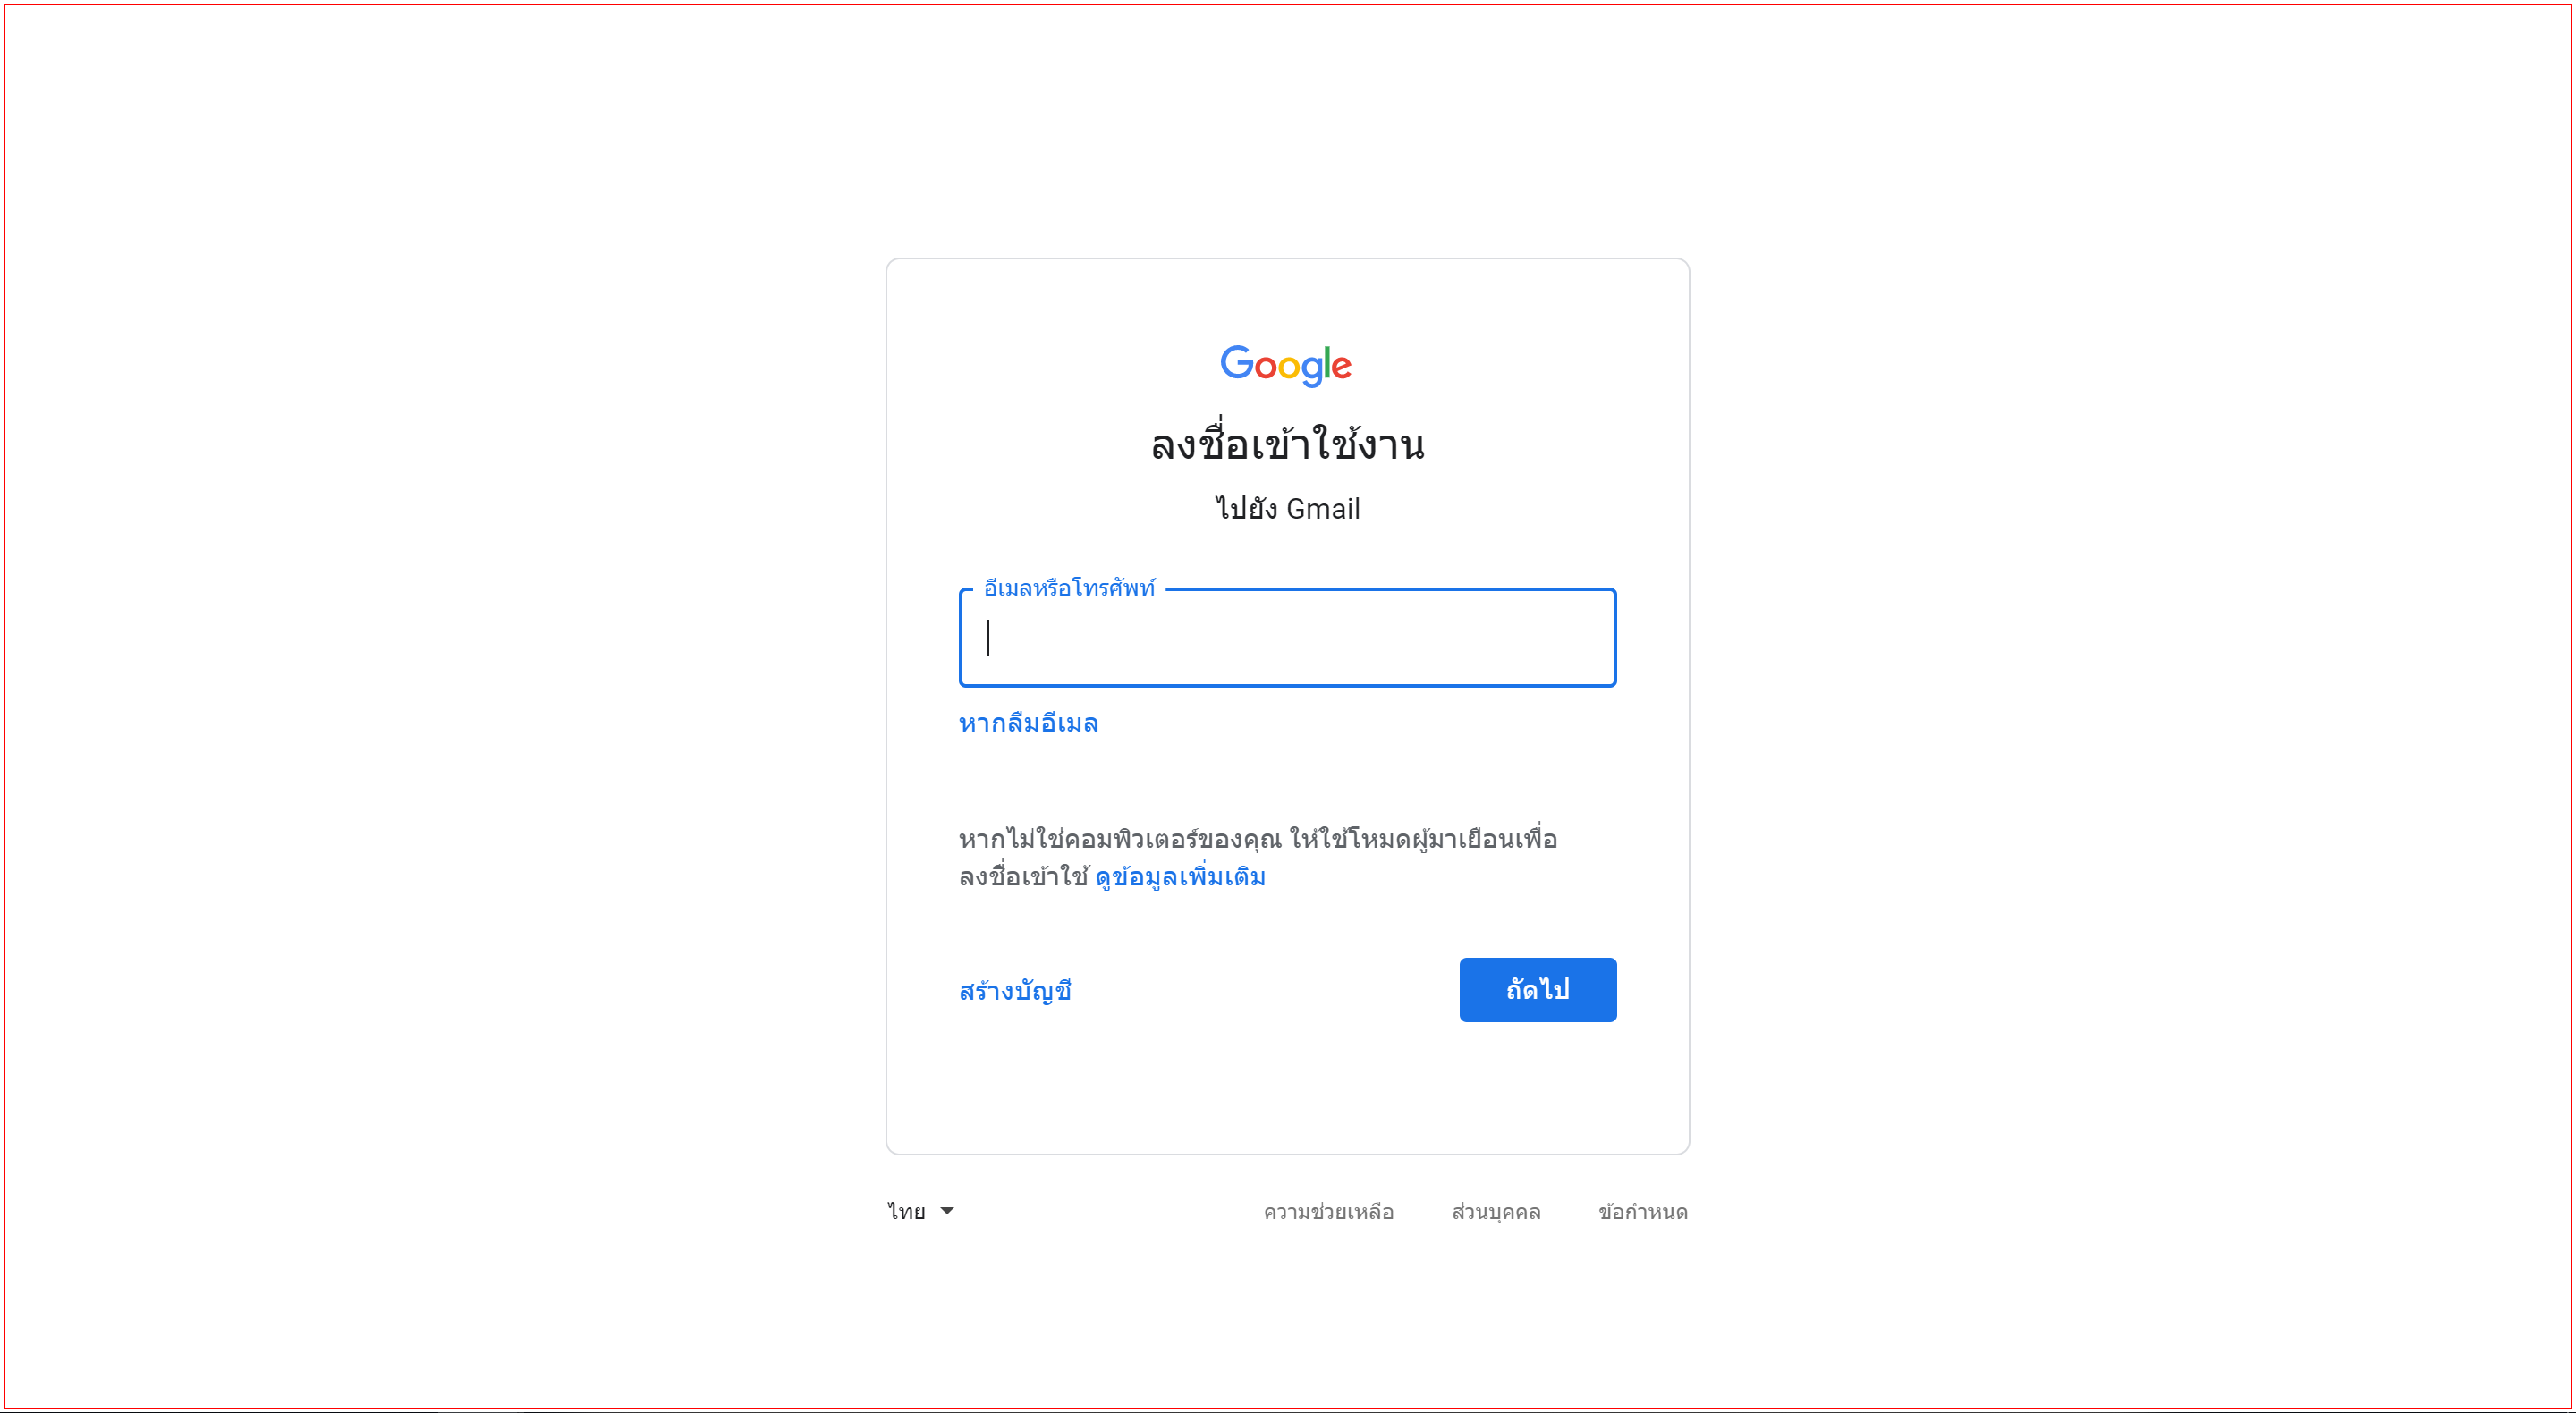 Google
ลงชื่อเข้าใช้งาน
ไปยัง Gmail
อีเมลหรือโทรศัพท์
หากลืมอีเมล
หากไม่ใช่คอมพิวเตอร์ของคุณ ให้ใช้โหมดผู้มาเยือนเพื่อ
ลงชื่อเข้าใช้ ดูข้อมูลเพิ่มเติม
สร้างบัญชี
ถัดไป
ไทย
ความช่วยเหลือ
ส่วนบุคคล
ข้อกำหนด